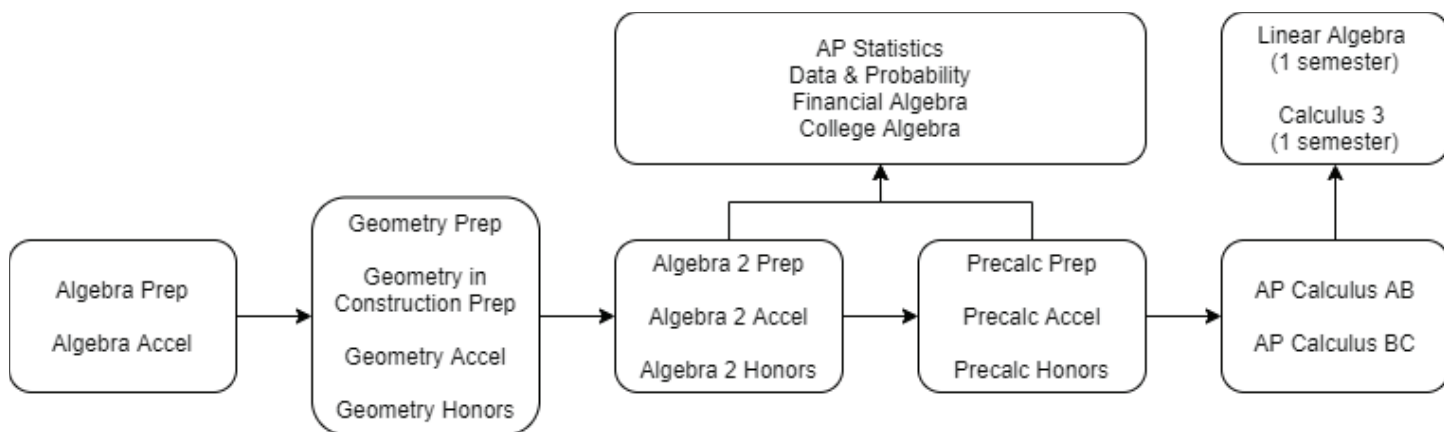 AP Statistics
Data & Probability
Financial Algebra
College Algebra
Linear Algebra
(1 semester)
Calculus 3
(1 semester)
Algebra Prep
Algebra Accel
Geometry Prep
Geometry in
Construction Prep
Geometry Accel
Geometry Honors
Algebra 2 Prep
Algebra 2 Accel
Algebra 2 Honors
Precalc Prep
Precalc Accel
Precalc Honors
AP Calculus AB
AP Calculus BC